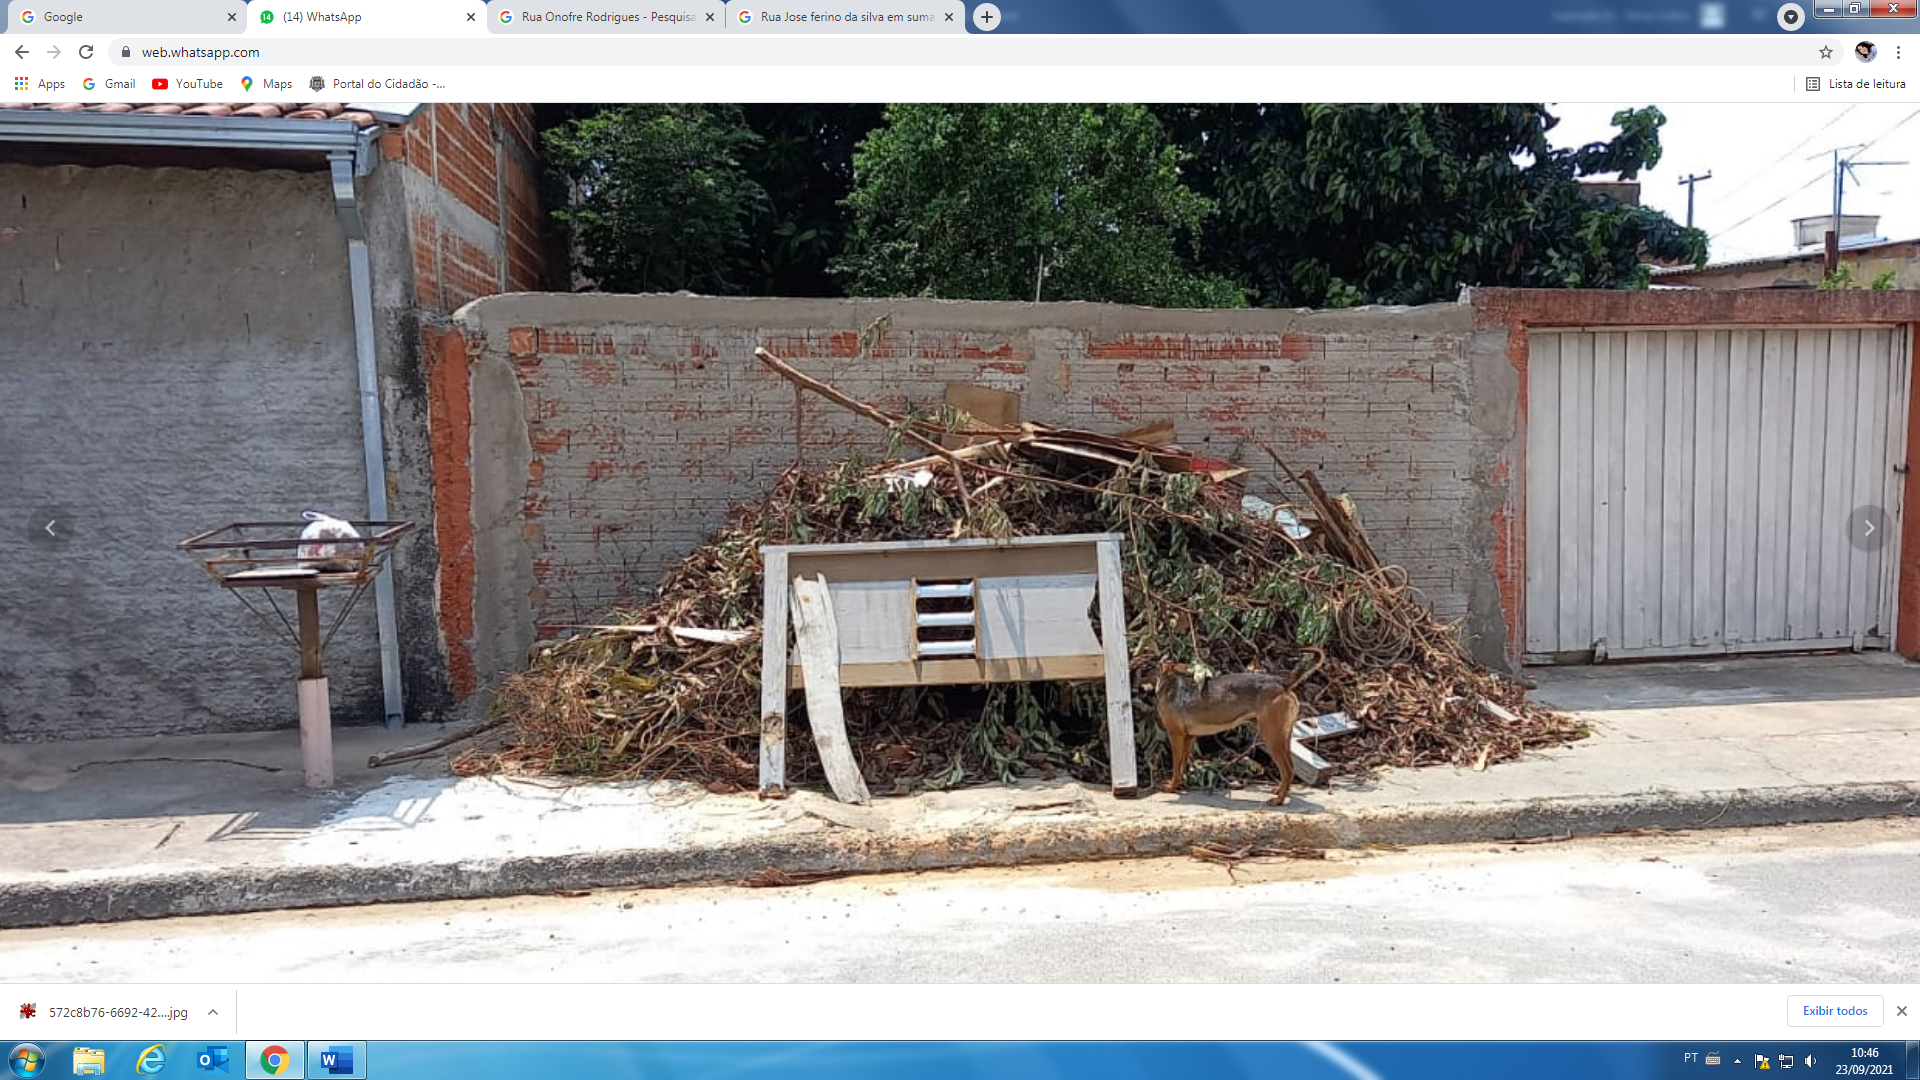 Google
(14) WhatsApp
Rua Onofre Rodrigues - Pesquisa
Rua Jose ferino da silva em suma
web.whatsapp.com
Apps
Gmail
YouTube
Maps
Portal do Cidadão -...
Lista de leitura
572c8b76-6692-42....jpg
Exibir todos
PT
10:46
23/09/2021